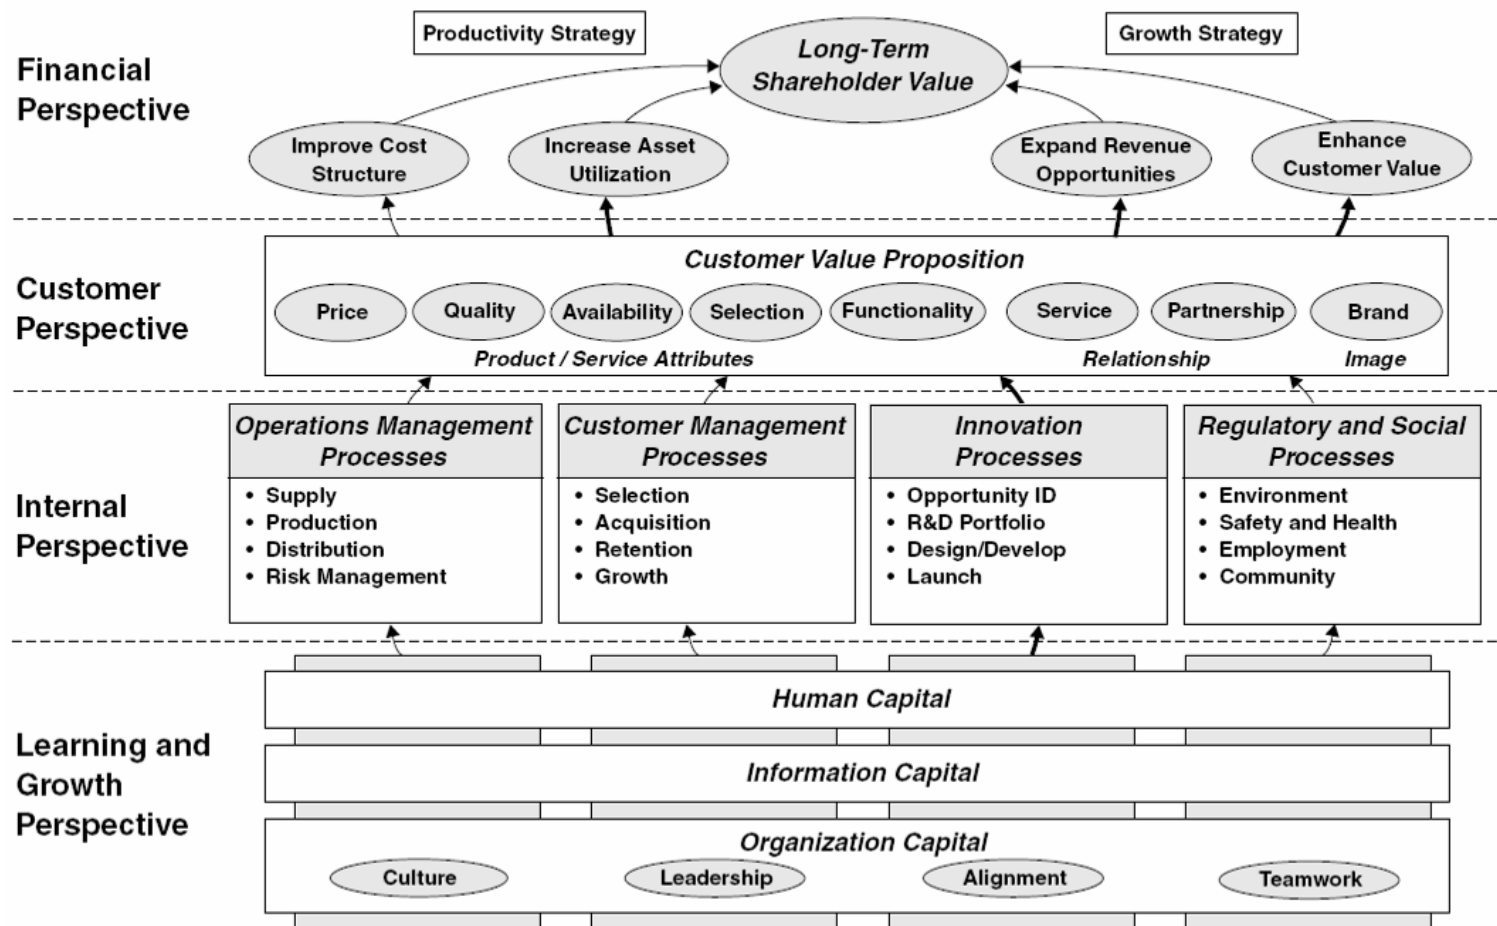 Productivity Strategy
Growth Strategy
Long-Term
Shareholder Value
Financial
Perspective
Improve Cost
Structure
Increase Asset
Utilization
Expand Revenue
Opportunities
Enhance
Customer Value
Customer
Perspective
Customer Value Proposition
Price
Quality
Availability
Selection
Functionality
Service
Partnership
Brand
Product / Service Attributes
Relationship
Image
Internal
Perspective
Operations Management
Processes
• Supply
• Production
• Distribution
• Risk Management
Customer Management
Processes
• Selection
• Acquisition
• Retention
• Growth
Innovation
Processes
• Opportunity ID
• R&D Portfolio
• Design/Develop
• Launch
Regulatory and Social
Processes
• Environment
• Safety and Health
• Employment
• Community
Learning and
Growth
Perspective
Human Capital
Information Capital
Organization Capital
Culture
Leadership
Alignment
Teamwork